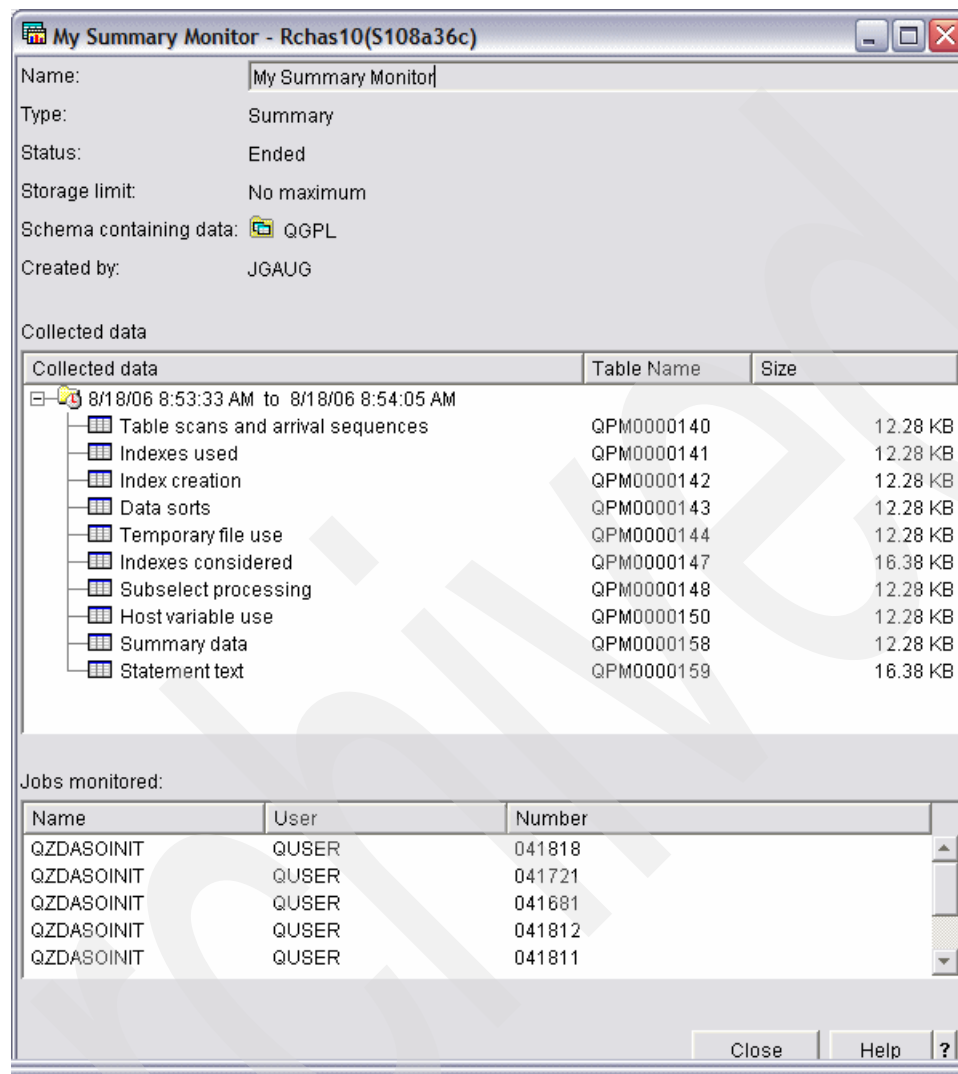 My Summary Monitor - Rchas10(S108a36c)
Name: My Summary Monitor
Type: Summary
Status: Ended
Storage limit: No maximum
Schema containing data: QGPL
Created by: JGAUG
Collected data
Collected data Table Name Size
8/18/06 8:53:33 AM to 8/18/06 8:54:05 AM
Table scans and arrival sequences QPM0000140 12.28 KB
Indexes used QPM0000141 12.28 KB
Index creation QPM0000142 12.28 KB
Data sorts QPM0000143 12.28 KB
Temporary file use QPM0000144 12.28 KB
Indexes considered QPM0000147 16.38 KB
Subselect processing QPM0000148 12.28 KB
Host variable use QPM0000150 12.28 KB
Summary data QPM0000158 12.28 KB
Statement text QPM0000159 16.38 KB
Jobs monitored:
Name User Number
QZDASOINIT QUSER 041818
QZDASOINIT QUSER 041721
QZDASOINIT QUSER 041681
QZDASOINIT QUSER 041812
QZDASOINIT QUSER 041811
Close Help ?